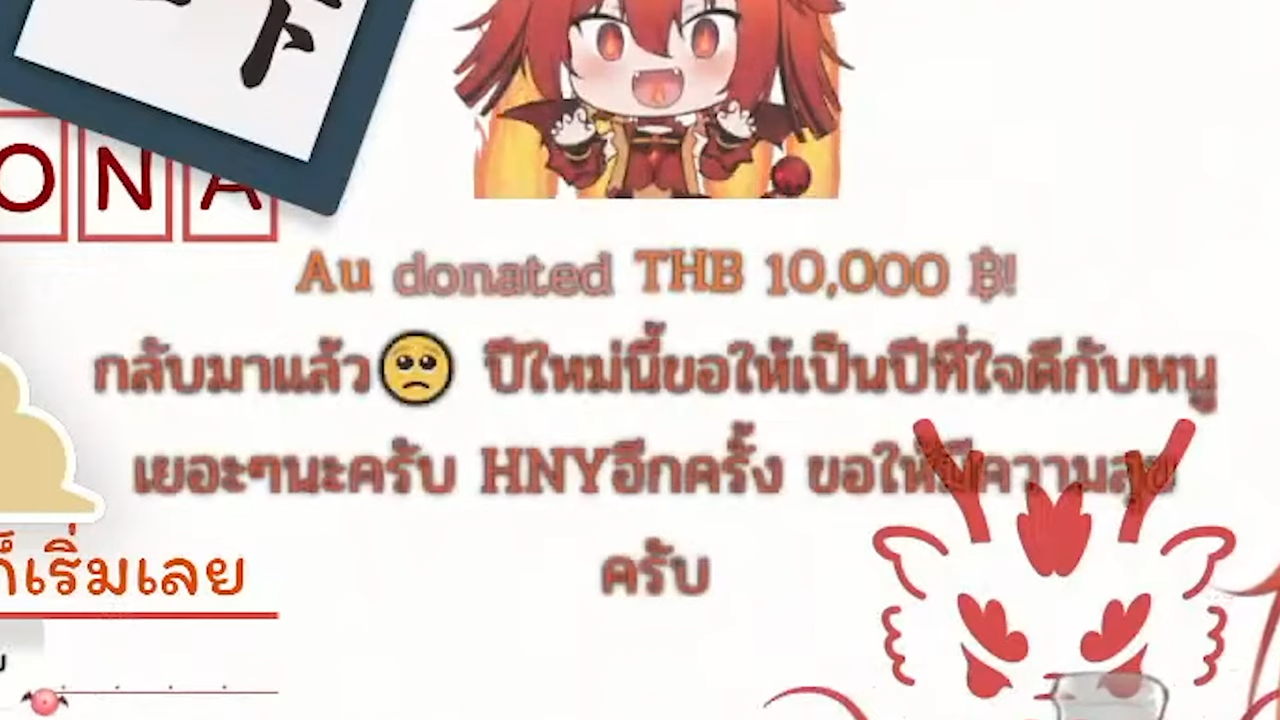 下
ONA
Au donated THB 10,000 ฿!
กลับมาแล้ว🥺 ปีใหม่นี้ขอให้เป็นปีที่ใจดีกับหนู
เยอะๆนะครับ HNYอีกครั้ง ขอให้มีความสุข
ครับ
ก็เริ่มเลย